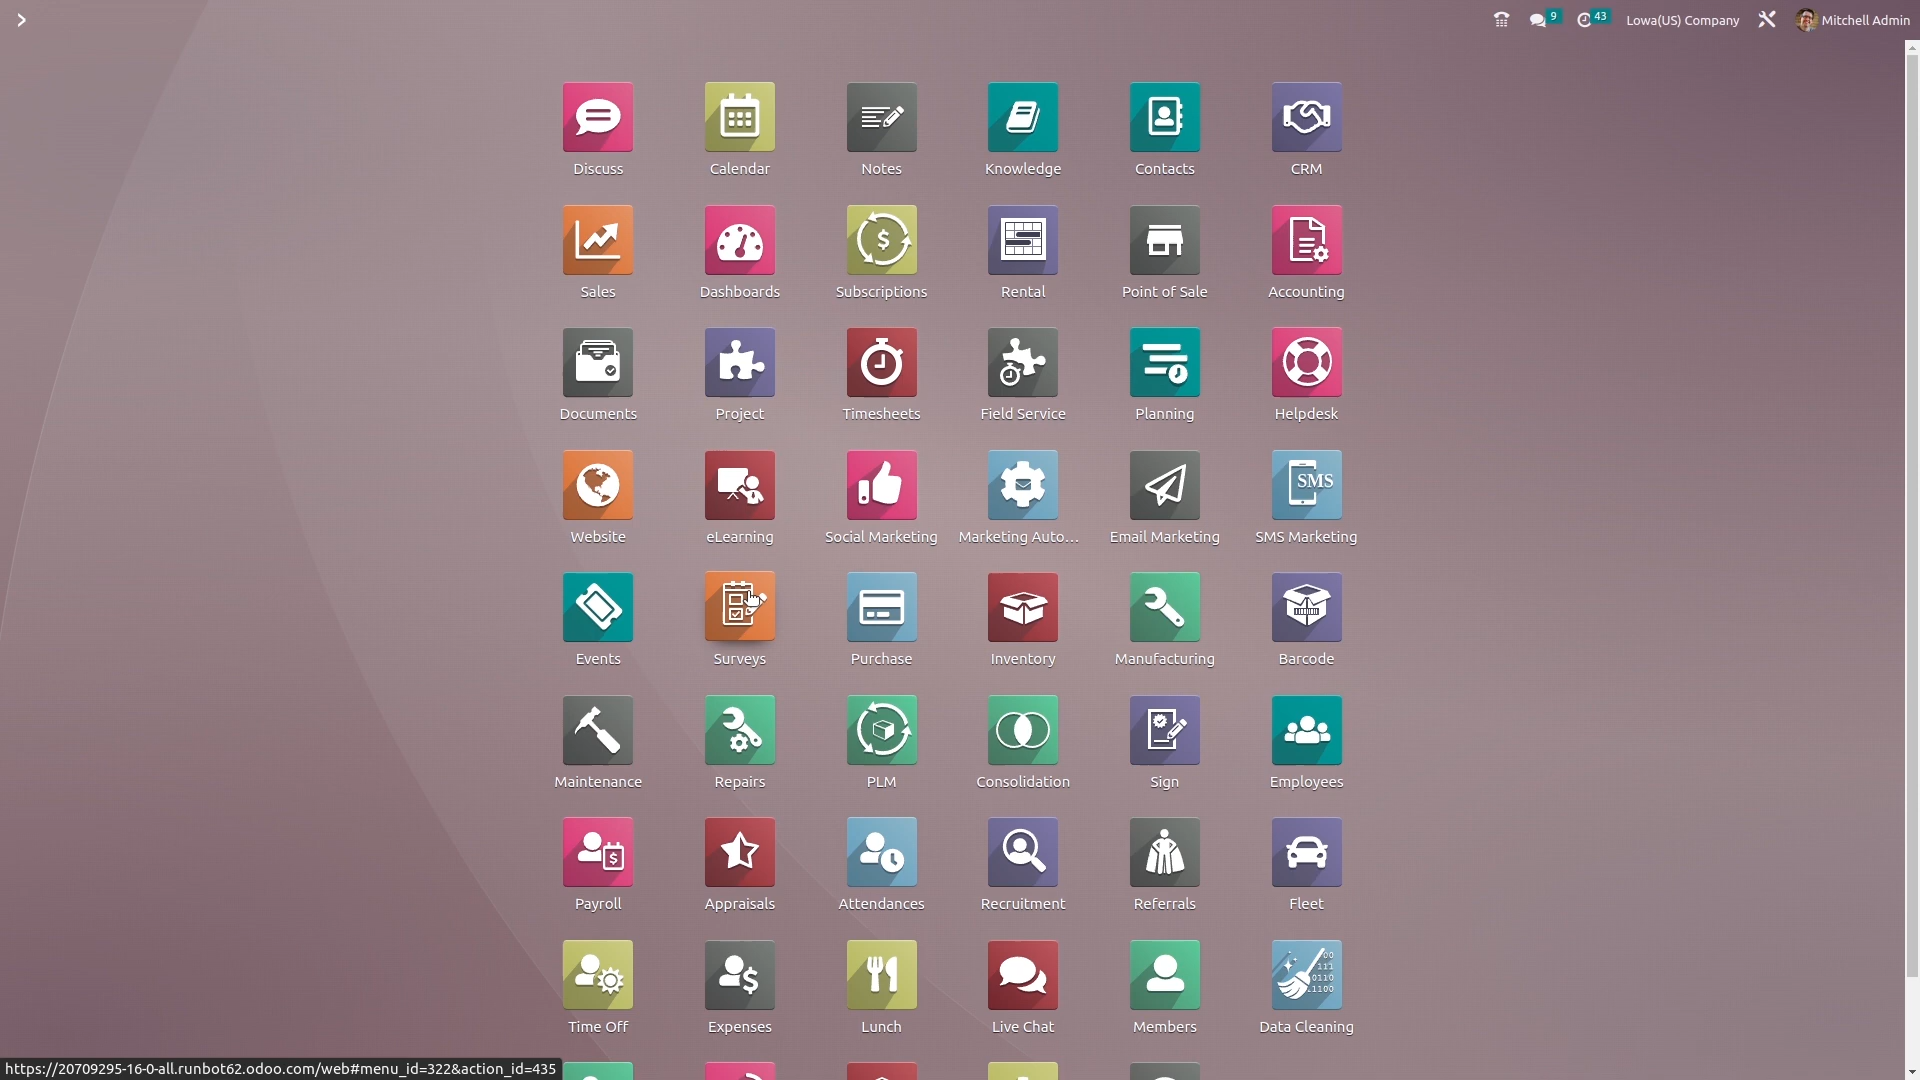 9
43
Lowa(US) Company
Mitchell Admin
Discuss
Calendar
Notes
Knowledge
Contacts
CRM
Sales
Dashboards
Subscriptions
Rental
Point of Sale
Accounting
Documents
Project
Timesheets
Field Service
Planning
Helpdesk
SMS
Website
eLearning
Social Marketing
Marketing Auto...
Email Marketing
SMS Marketing
Events
Surveys
Purchase
Inventory
Manufacturing
Barcode
Maintenance
Repairs
PLM
Consolidation
Sign
Employees
Payroll
Appraisals
Attendances
Recruitment
Referrals
Fleet
00
111
0110
1100
Time Off
Expenses
Lunch
Live Chat
Members
Data Cleaning
https://20709295-16-0-all.runbot62.odoo.com/web#menu_id=322&action_id=435